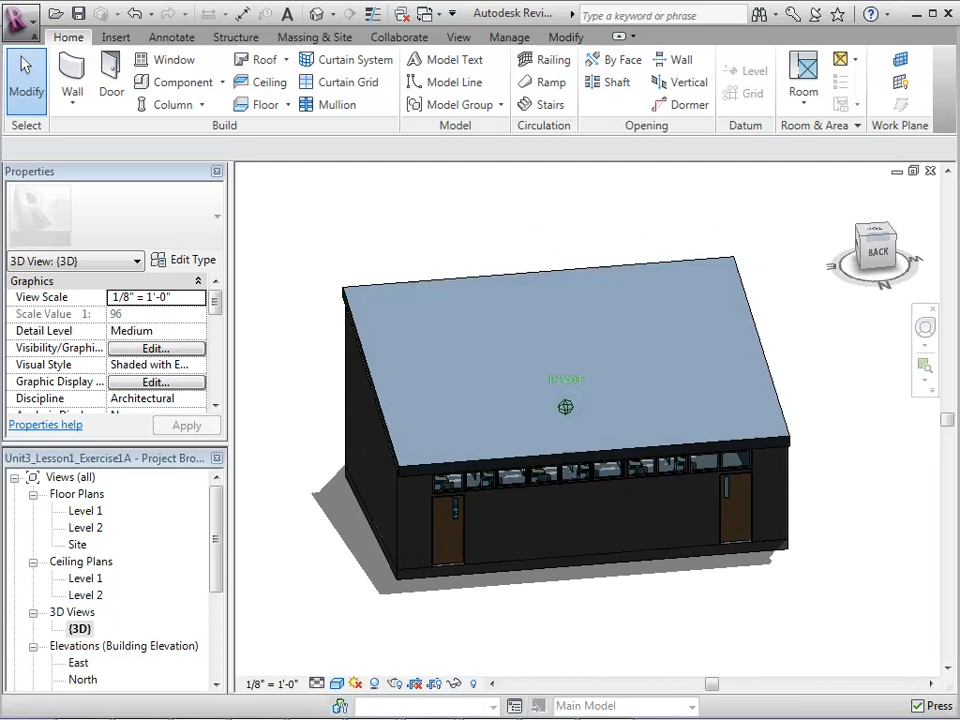 Autodesk Revi...
Type a keyword or phrase
Home Insert Annotate Structure Massing & Site Collaborate View Manage Modify
Modify
Wall
Door
Window
Component
Column
Roof
Ceiling
Floor
Curtain System
Curtain Grid
Mullion
Model Text
Model Line
Model Group
Railing
Ramp
Stairs
By Face
Shaft
Wall
Vertical
Dormer
Level
Grid
Room
Select Build Model Circulation Opening Datum Room & Area Work Plane
Properties
3D View: {3D} Edit Type
Graphics
View Scale 1/8" = 1'-0"
Scale Value 1: 96
Detail Level Medium
Visibility/Graphi... Edit...
Visual Style Shaded with E...
Graphic Display ... Edit...
Discipline Architectural
Properties help Apply
Unit3_Lesson1_Exercise1A - Project Bro...
Views (all)
Floor Plans
Level 1
Level 2
Site
Ceiling Plans
Level 1
Level 2
3D Views
{3D}
Elevations (Building Elevation)
East
North
PIVOT
BACK
N
1/8" = 1'-0"
Main Model
Press